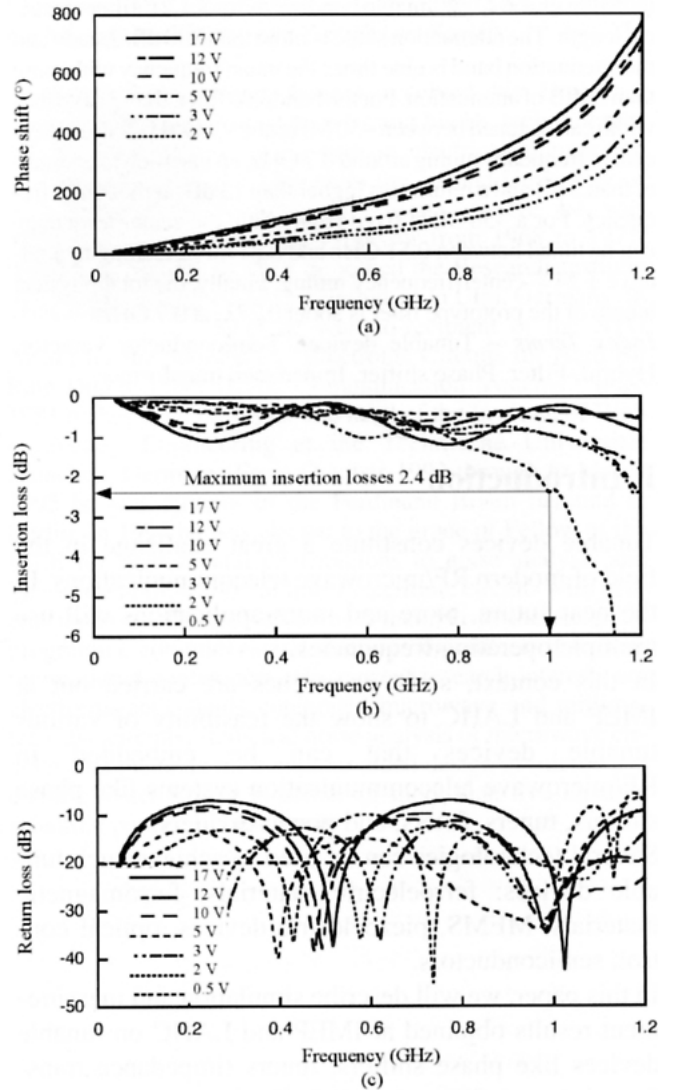 Phase shift (°)
800
600
400
200
0
17 V
12 V
10 V
5 V
3 V
2 V
0
0.2
0.4
0.6
0.8
1
1.2
Frequency (GHz)
(a)
Insertion loss (dB)
0
-1
-2
-3
-4
-5
-6
Maximum insertion losses 2.4 dB
17 V
12 V
10 V
5 V
3 V
2 V
0.5 V
0
0.2
0.4
0.6
0.8
1
1.2
Frequency (GHz)
(b)
Return loss (dB)
0
-10
-20
-30
-40
-50
17 V
12 V
10 V
5 V
3 V
2 V
0.5 V
0
0.2
0.4
0.6
0.8
1
1.2
Frequency (GHz)
(c)